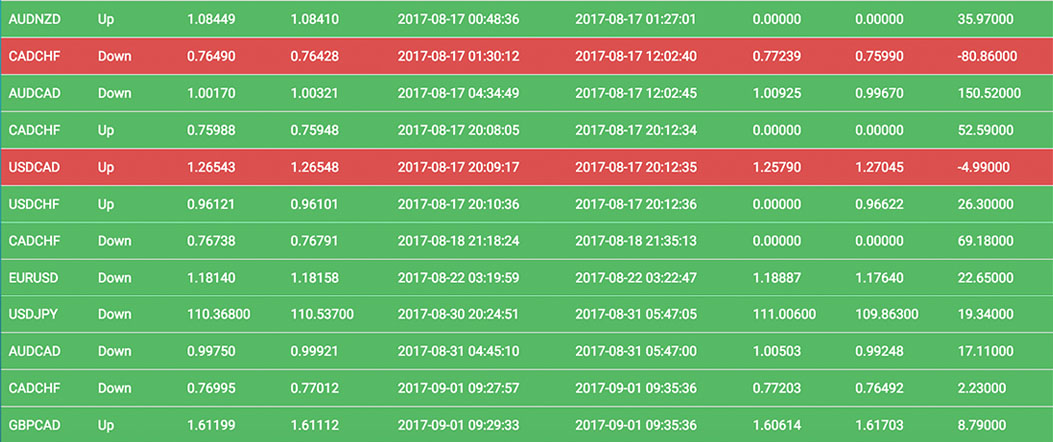 AUDNZD Up 1.08449 1.08410 2017-08-17 00:48:36 2017-08-17 01:27:01 0.00000 0.00000 35.97000
CADCHF Down 0.76490 0.76428 2017-08-17 01:30:12 2017-08-17 12:02:40 0.77239 0.75990 -80.86000
AUDCAD Down 1.00170 1.00321 2017-08-17 04:34:49 2017-08-17 12:02:45 1.00925 0.99670 150.52000
CADCHF Up 0.75988 0.75948 2017-08-17 20:08:05 2017-08-17 20:12:34 0.00000 0.00000 52.59000
USDCAD Up 1.26543 1.26548 2017-08-17 20:09:17 2017-08-17 20:12:35 1.25790 1.27045 -4.99000
USDCHF Up 0.96121 0.96101 2017-08-17 20:10:36 2017-08-17 20:12:36 0.00000 0.96622 26.30000
CADCHF Down 0.76738 0.76791 2017-08-18 21:18:24 2017-08-18 21:35:13 0.00000 0.00000 69.18000
EURUSD Down 1.18140 1.18158 2017-08-22 03:19:59 2017-08-22 03:22:47 1.18887 1.17640 22.65000
USDJPY Down 110.36800 110.53700 2017-08-30 20:24:51 2017-08-31 05:47:05 111.00600 109.86300 19.34000
AUDCAD Down 0.99750 0.99921 2017-08-31 04:45:10 2017-08-31 05:47:00 1.00503 0.99248 17.11000
CADCHF Down 0.76995 0.77012 2017-09-01 09:27:57 2017-09-01 09:35:36 0.77203 0.76492 2.23000
GBPCAD Up 1.61199 1.61112 2017-09-01 09:29:33 2017-09-01 09:35:36 1.60614 1.61703 8.79000